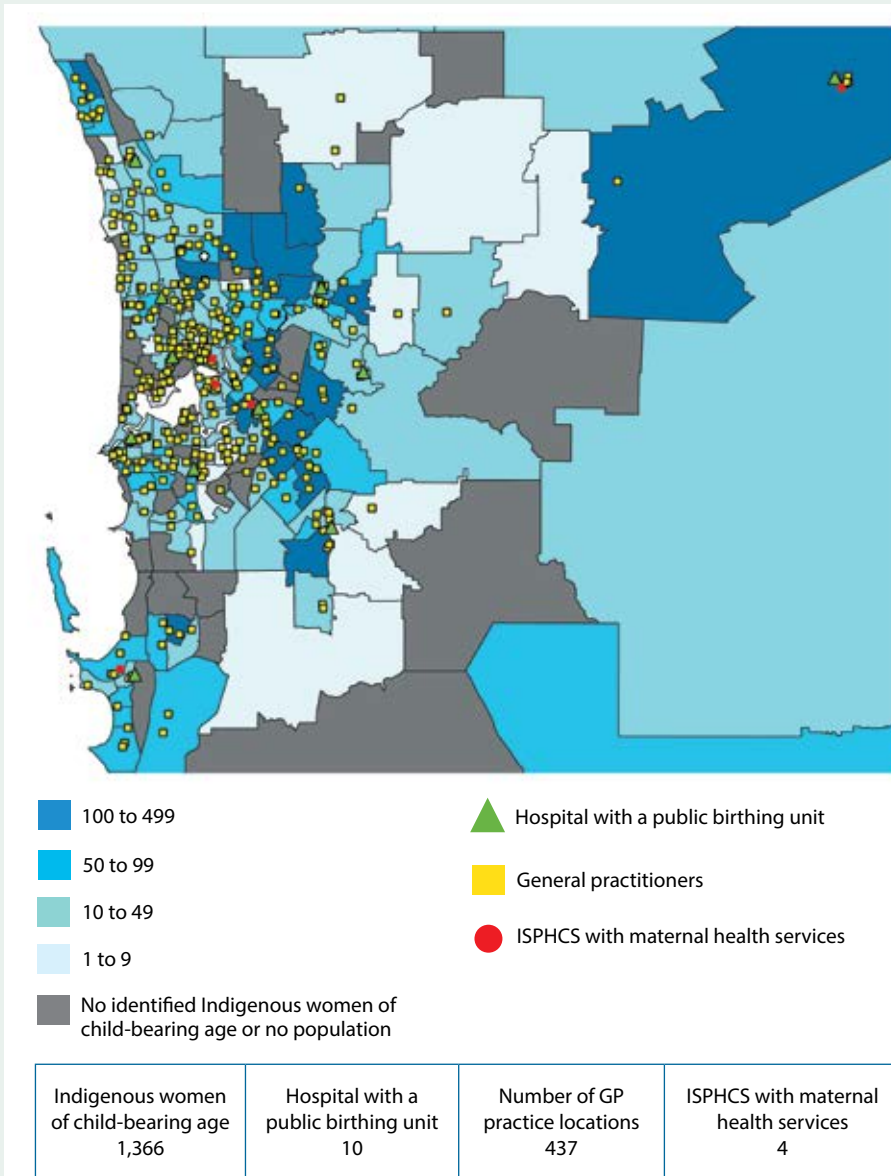 100 to 499
50 to 99
10 to 49
1 to 9
No identified Indigenous women of
child-bearing age or no population
Hospital with a public birthing unit
General practitioners
ISPHCS with maternal health services
Indigenous women
of child-bearing age
1,366
Hospital with a
public birthing unit
10
Number of GP
practice locations
437
ISPHCS with maternal
health services
4